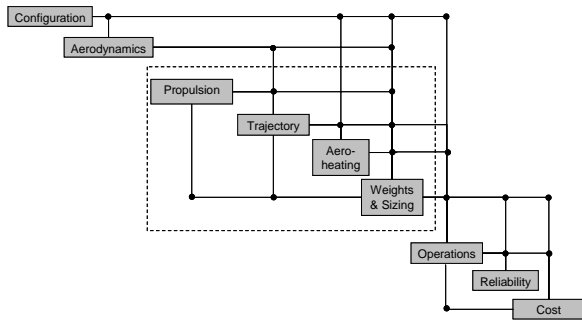 Configuration
Aerodynamics
Propulsion
Trajectory
Aero-
heating
Weights
& Sizing
Operations
Reliability
Cost